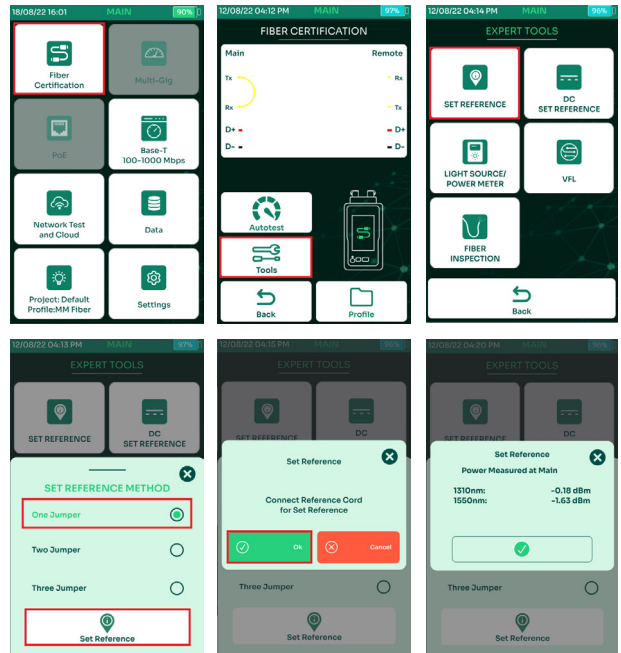 18/08/22 16:01 MAIN 90%
Fiber
Certification
Multi-Gig
PoE
Base-T
100-1000 Mbps
Network Test
and Cloud
Data
Project: Default
Profile:MM Fiber
Settings
12/08/22 04:12 PM MAIN 97%
FIBER CERTIFICATION
Main Remote
Tx Rx
Rx Tx
D+ D+
D- D-
Autotest
Tools
Back
Profile
12/08/22 04:14 PM MAIN 96%
EXPERT TOOLS
SET REFERENCE
DC
SET REFERENCE
LIGHT SOURCE/
POWER METER
VFL
FIBER
INSPECTION
Back
12/08/22 04:13 PM MAIN 97%
EXPERT TOOLS
SET REFERENCE
DC
SET REFERENCE
SET REFERENCE METHOD
One Jumper
Two Jumper
Three Jumper
Set Reference
12/08/22 04:15 PM MAIN 96%
EXPERT TOOLS
SET REFERENCE
DC
Set Reference
Connect Reference Cord
for Set Reference
Ok
Cancel
Three Jumper
Set Reference
12/08/22 04:20 PM MAIN 96%
EXPERT TOOLS
Set Reference
Power Measured at Main
1310nm: -0.18 dBm
1550nm: -1.63 dBm
Three Jumper
Set Reference